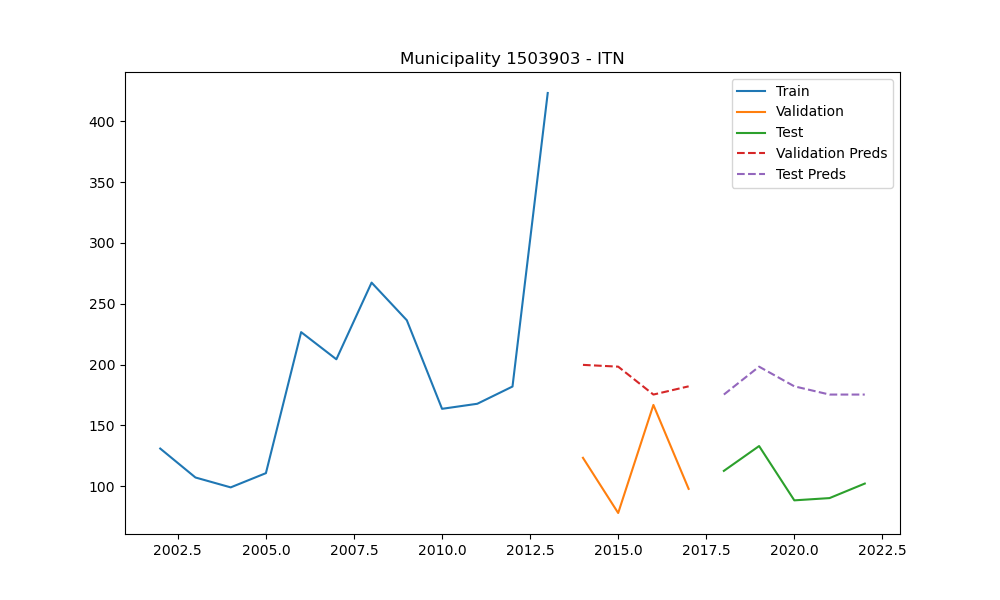 Municipality 1503903 - ITN
Train
Validation
Test
Validation Preds
Test Preds
400
350
300
250
200
150
100
2002.5 2005.0 2007.5 2010.0 2012.5 2015.0 2017.5 2020.0 2022.5